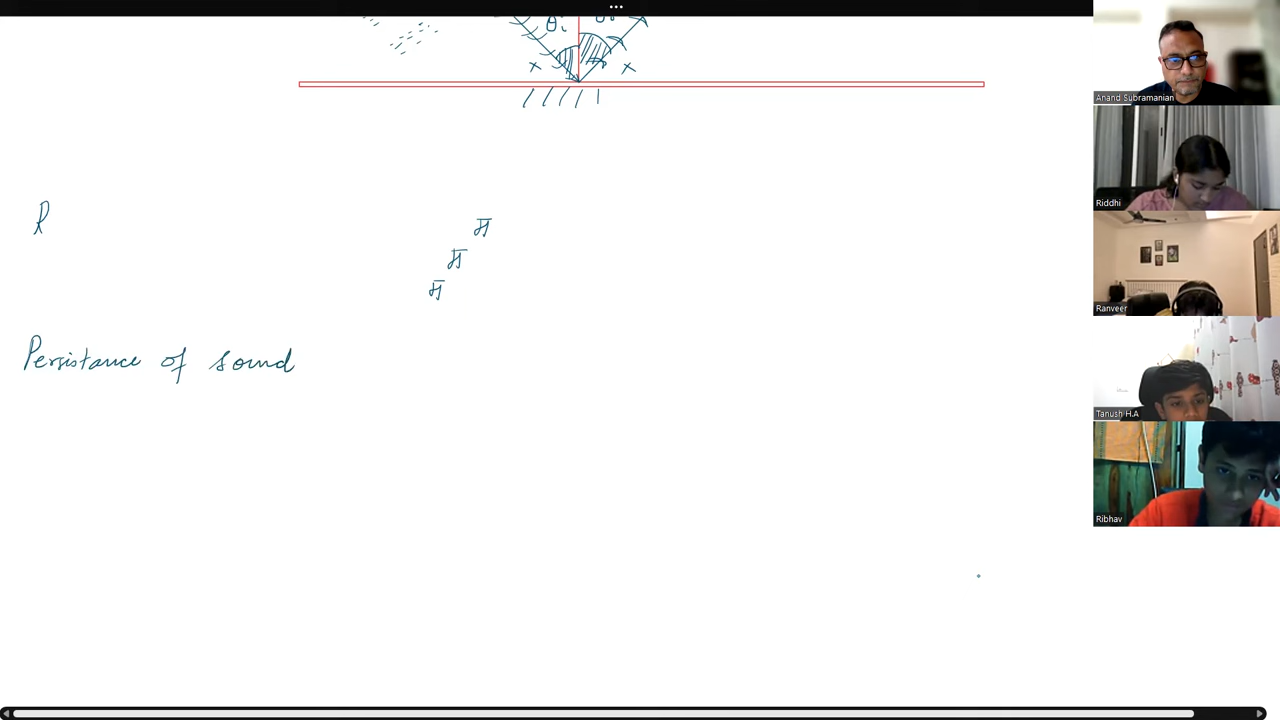 θi
R
म
म
म
Persistance of sound
Anand Subramanian
Riddhi
Ranveer
Tanush H.A
Ribhav